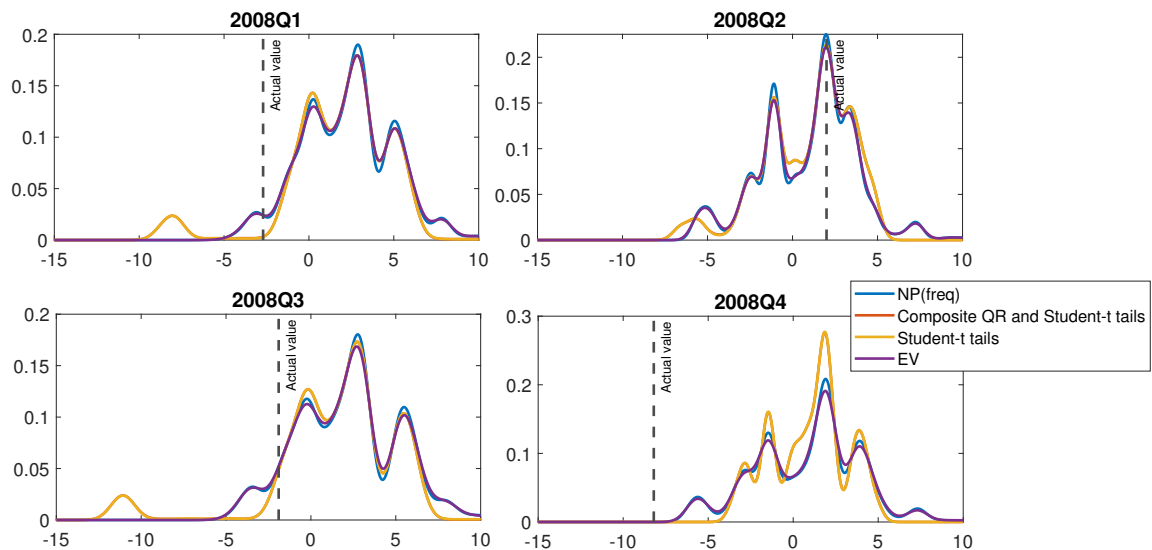 2008Q1
0.2
0.15
0.1
0.05
0
-15 -10 -5 0 5 10
Actual value
2008Q2
0.2
0.15
0.1
0.05
0
-15 -10 -5 0 5 10
Actual value
2008Q3
0.2
0.15
0.1
0.05
0
-15 -10 -5 0 5 10
Actual value
2008Q4
0.3
0.2
0.1
0
-15 -10 -5 0 5 10
Actual value
NP(freq)
Composite QR and Student-t tails
Student-t tails
EV